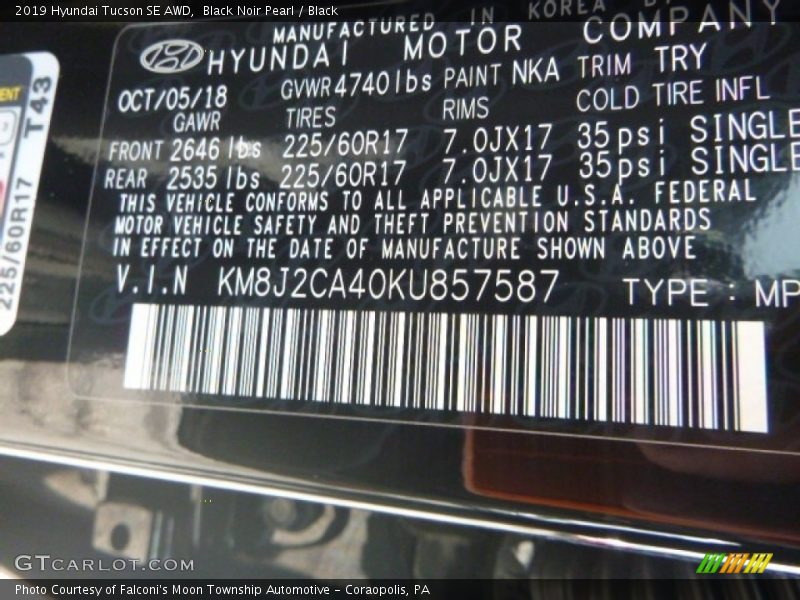 2019 Hyundai Tucson SE AWD, Black Noir Pearl / Black
MANUFACTURED IN KOREA
HYUNDAI MOTOR COMPANY
OCT/05/18 GVWR 4740lbs PAINT NKA TRIM TRY
GAWR TIRES RIMS COLD TIRE INFL
FRONT 2646 lbs 225/60R17 7.0JX17 35psi SINGLE
REAR 2535 lbs 225/60R17 7.0JX17 35psi SINGLE
THIS VEHICLE CONFORMS TO ALL APPLICABLE U.S.A. FEDERAL
MOTOR VEHICLE SAFETY AND THEFT PREVENTION STANDARDS
IN EFFECT ON THE DATE OF MANUFACTURE SHOWN ABOVE
V.I.N KM8J2CA40KU857587 TYPE : MP
T43
225/60R17
GTCARLOT.COM
Photo Courtesy of Falconi's Moon Township Automotive – Coraopolis, PA